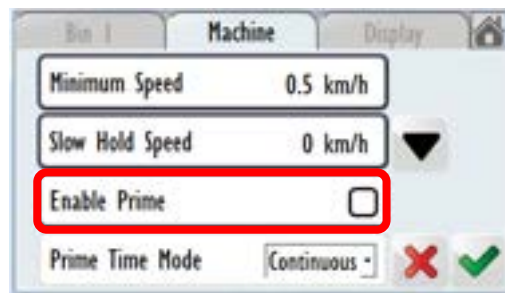 Bin 1 Machine Display
Minimum Speed 0.5 km/h
Slow Hold Speed 0 km/h
Enable Prime
Prime Time Mode Continuous